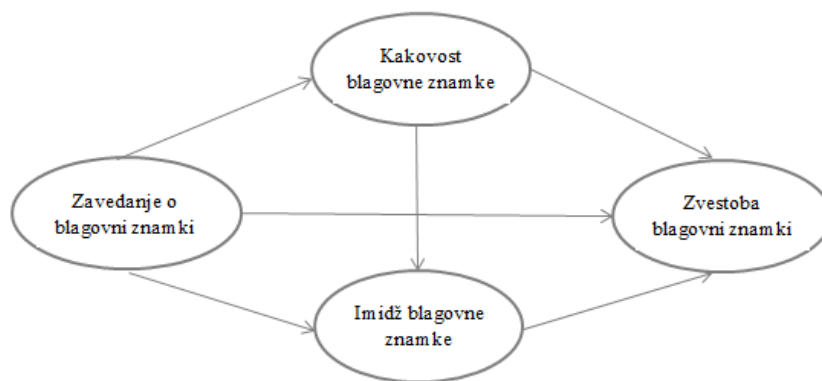 Kakovost
blagovne znamke
Zavedanje o
blagovni znamki
Zvestoba
blagovni znamki
Imidž blagovne
znamke